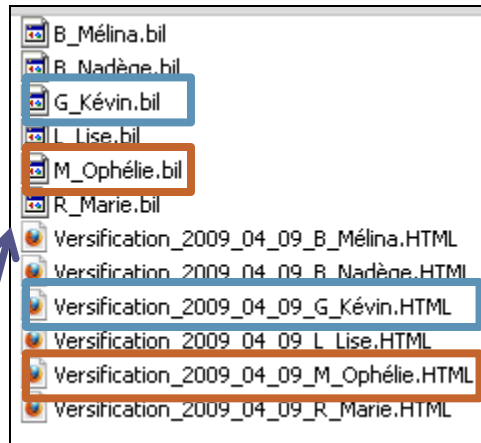 B_Mélina.bil
B_Nadège.bil
G_Kévin.bil
L_Lise.bil
M_Ophélie.bil
R_Marie.bil
Versification_2009_04_09_B_Mélina.HTML
Versification_2009_04_09_B_Nadège.HTML
Versification_2009_04_09_G_Kévin.HTML
Versification_2009_04_09_L_Lise.HTML
Versification_2009_04_09_M_Ophélie.HTML
Versification_2009_04_09_R_Marie.HTML